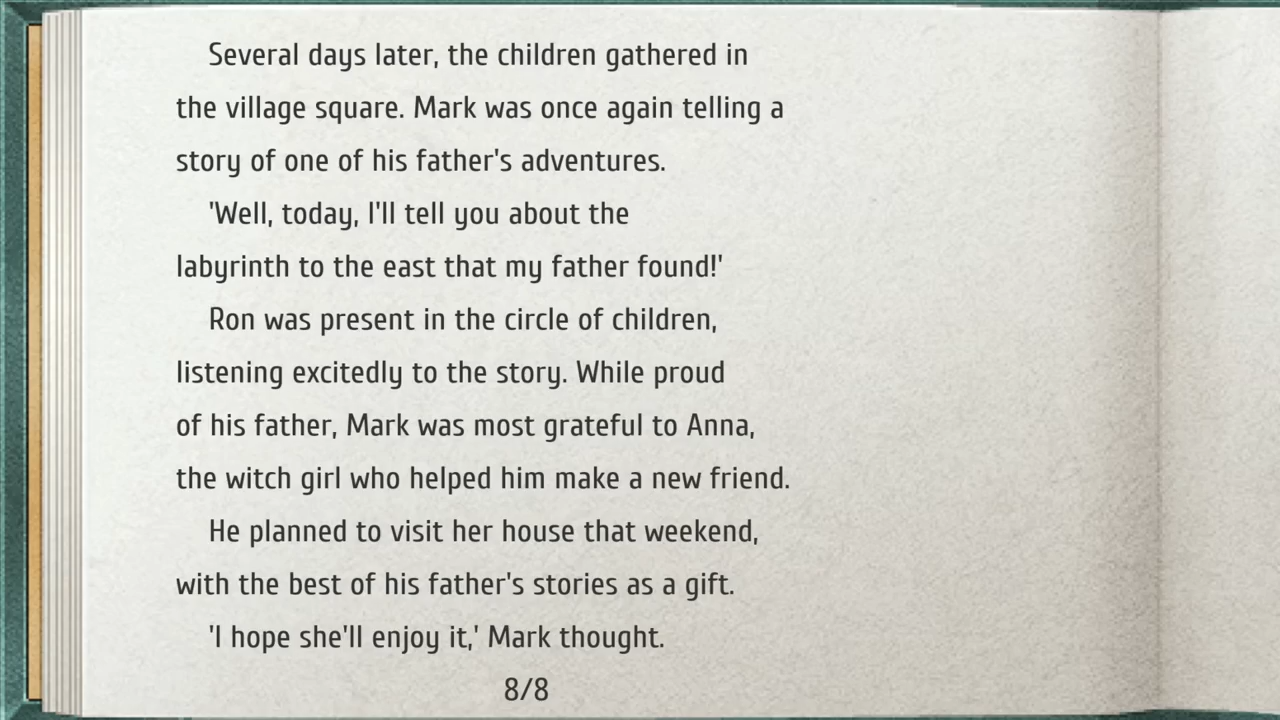 Several days later, the children gathered in
the village square. Mark was once again telling a
story of one of his father's adventures.
'Well, today, I'll tell you about the
labyrinth to the east that my father found!'
Ron was present in the circle of children,
listening excitedly to the story. While proud
of his father, Mark was most grateful to Anna,
the witch girl who helped him make a new friend.
He planned to visit her house that weekend,
with the best of his father's stories as a gift.
'I hope she'll enjoy it,' Mark thought.
8/8